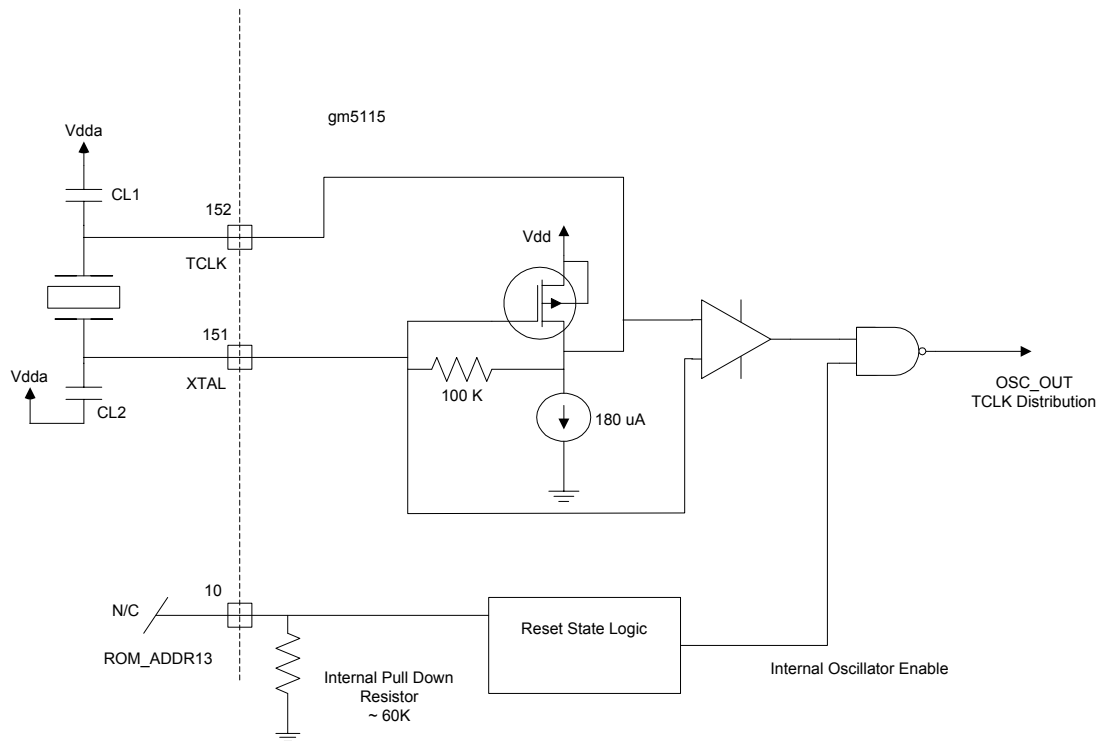 gm5115
Vdda
CL1
152
TCLK
Vdd
151
XTAL
Vdda
CL2
100 K
180 uA
OSC_OUT
TCLK Distribution
10
N/C
ROM_ADDR13
Reset State Logic
Internal Pull Down
Resistor
~ 60K
Internal Oscillator Enable